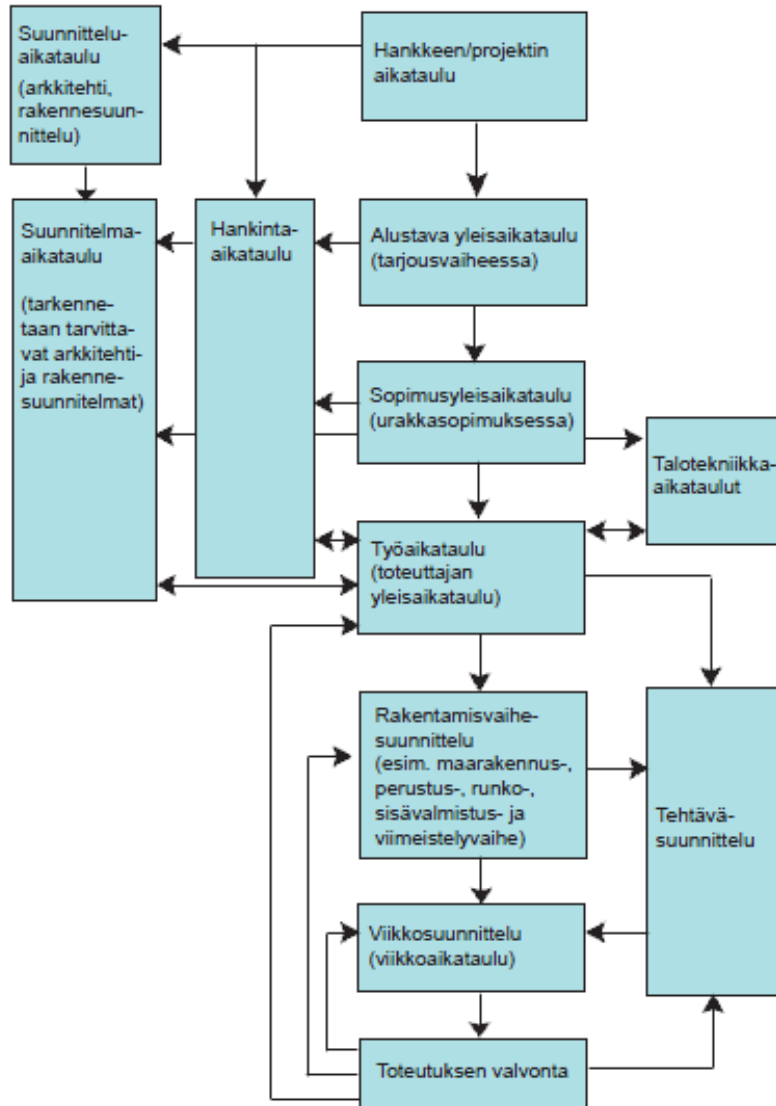 Suunnittelu-
aikataulu
(arkkitehti,
rakennesuun-
nittelu)
Hankkeen/projektin
aikataulu
Suunnitelma-
aikataulu
(tarkenne-
taan tarvitta-
vat arkkitehti-
ja rakenne-
suunnitelmat)
Hankinta-
aikataulu
Alustava yleisaikataulu
(tarjousvaiheessa)
Sopimusyleisaikataulu
(urakkasopimuksessa)
Talotekniikka-
aikataulut
Työaikataulu
(toteuttajan
yleisaikataulu)
Rakentamisvaihe-
suunnittelu
(esim. maarakennus-,
perustus-, runko-,
sisävalmistus- ja
viimeistelyvaihe)
Tehtävä-
suunnittelu
Viikkosuunnittelu
(viikkoaikataulu)
Toteutuksen valvonta